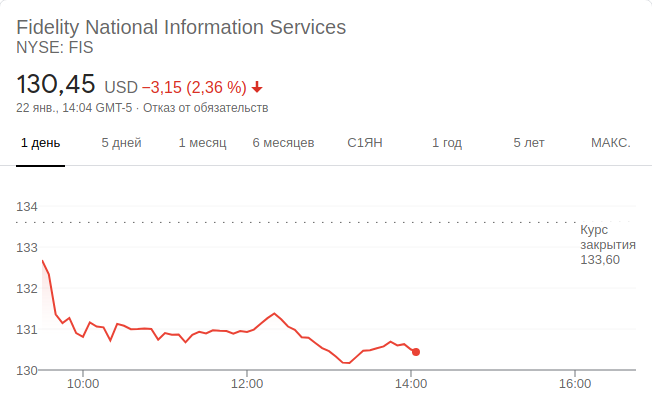 Fidelity National Information Services
NYSE: FIS
130,45 USD −3,15 (2,36 %)
22 янв., 14:04 GMT-5 · Отказ от обязательств
1 день 5 дней 1 месяц 6 месяцев С1ЯН 1 год 5 лет МАКС.
134
Курс
закрытия
133,60
133
132
131
130
10:00 12:00 14:00 16:00